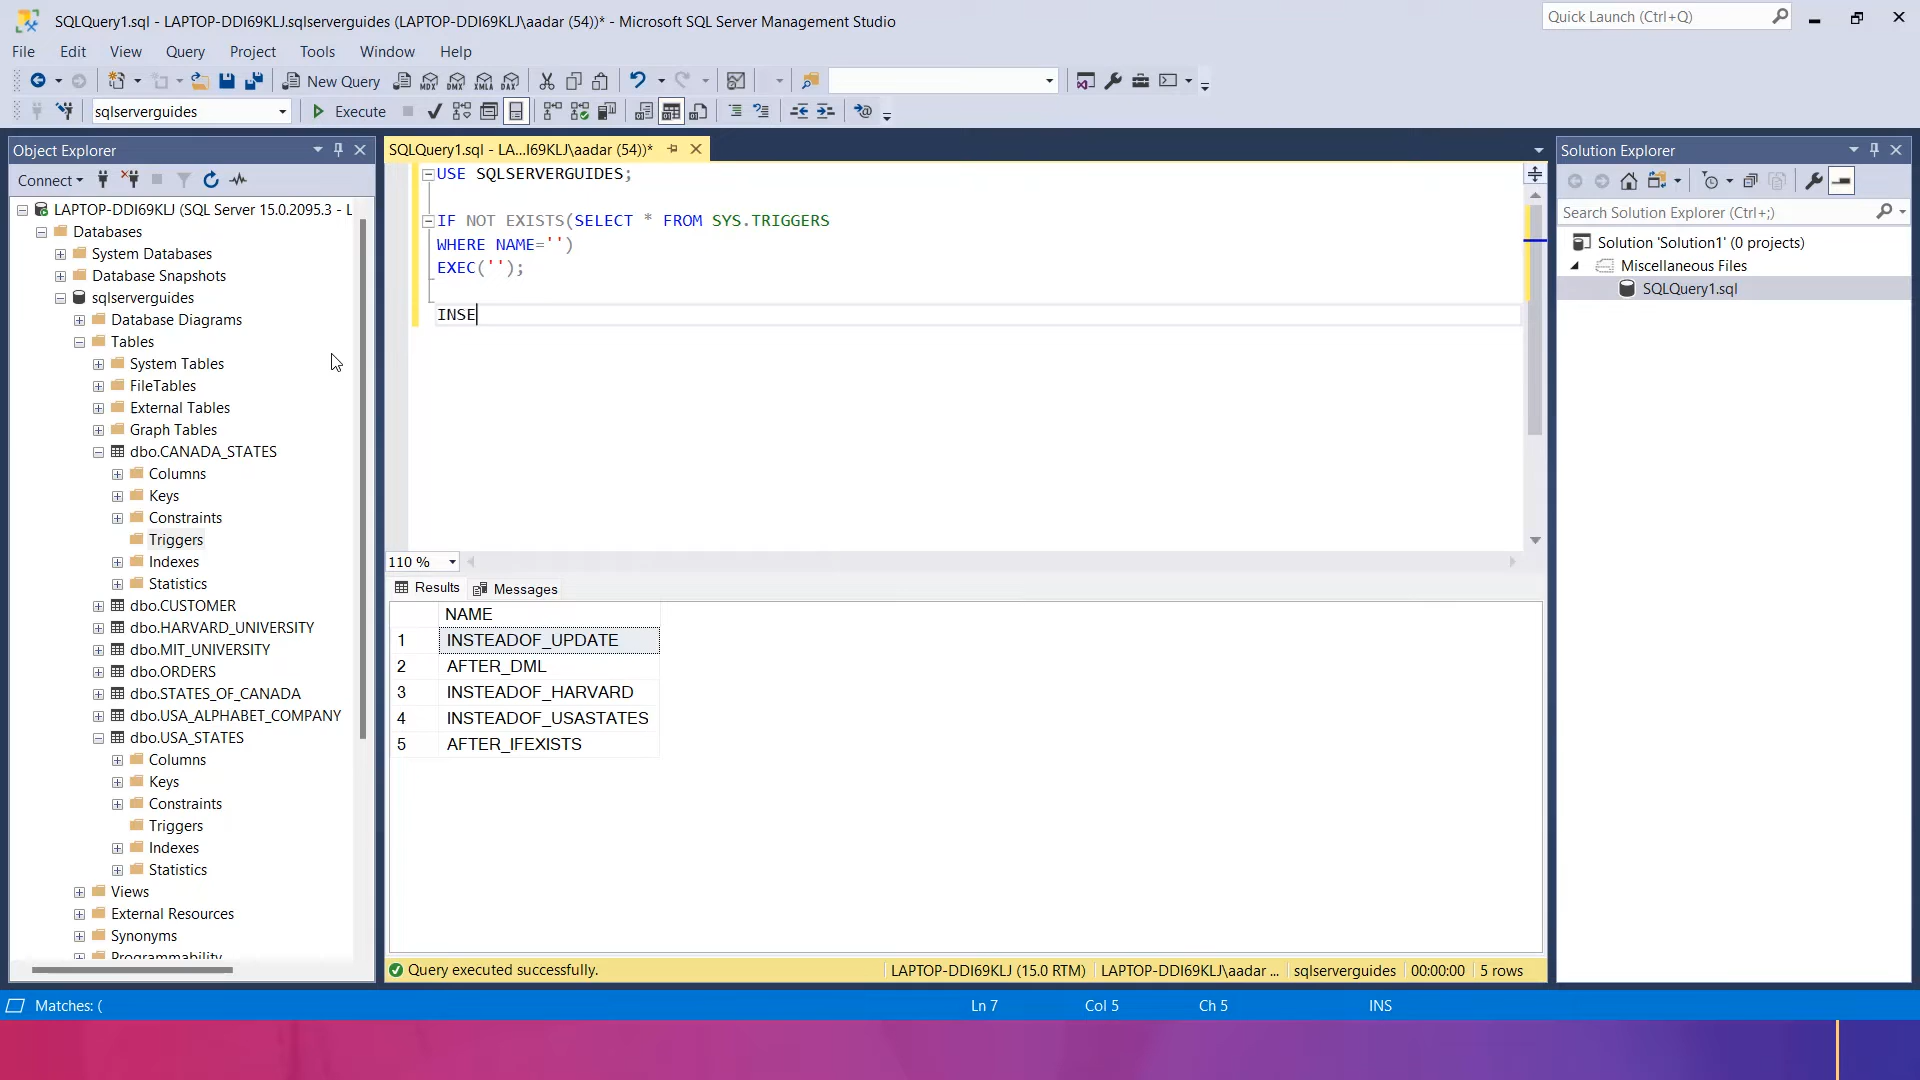 SQLQuery1.sql - LAPTOP-DDI69KLJ.sqlserverguides (LAPTOP-DDI69KLJ\aadar (54))* - Microsoft SQL Server Management Studio
Quick Launch (Ctrl+Q)
File Edit View Query Project Tools Window Help
New Query
MDX DMX XMLA DAX
sqlserverguides
Execute
Object Explorer
Connect
LAPTOP-DDI69KLJ (SQL Server 15.0.2095.3 - L
Databases
System Databases
Database Snapshots
sqlserverguides
Database Diagrams
Tables
System Tables
FileTables
External Tables
Graph Tables
dbo.CANADA_STATES
Columns
Keys
Constraints
Triggers
Indexes
Statistics
dbo.CUSTOMER
dbo.HARVARD_UNIVERSITY
dbo.MIT_UNIVERSITY
dbo.ORDERS
dbo.STATES_OF_CANADA
dbo.USA_ALPHABET_COMPANY
dbo.USA_STATES
Columns
Keys
Constraints
Triggers
Indexes
Statistics
Views
External Resources
Synonyms
Programmability
SQLQuery1.sql - LA...I69KLJ\aadar (54))*
USE SQLSERVERGUIDES;
IF NOT EXISTS(SELECT * FROM SYS.TRIGGERS
WHERE NAME='')
EXEC('');
INSE
110 %
Results Messages
NAME
1 INSTEADOF_UPDATE
2 AFTER_DML
3 INSTEADOF_HARVARD
4 INSTEADOF_USASTATES
5 AFTER_IFEXISTS
Query executed successfully.
LAPTOP-DDI69KLJ (15.0 RTM) LAPTOP-DDI69KLJ\aadar ... sqlserverguides 00:00:00 5 rows
Solution Explorer
Search Solution Explorer (Ctrl+;)
Solution 'Solution1' (0 projects)
Miscellaneous Files
SQLQuery1.sql
Matches: (
Ln 7 Col 5 Ch 5 INS